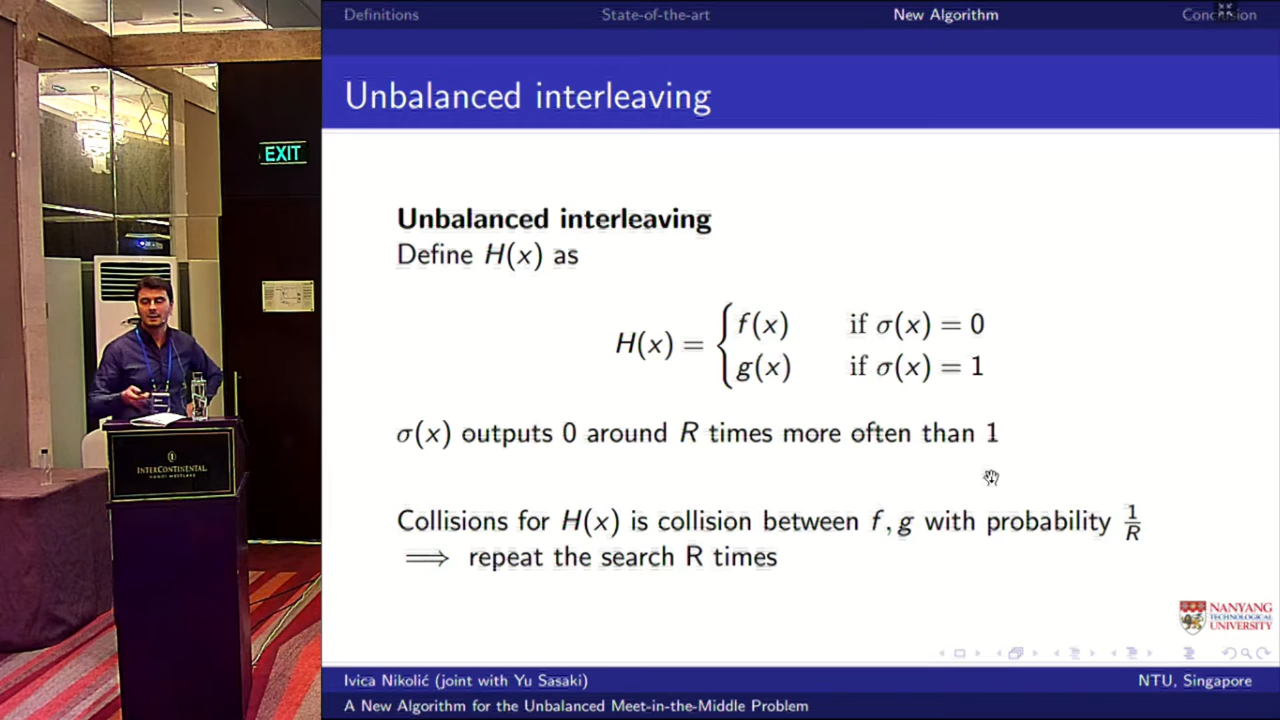 Definitions State-of-the-art New Algorithm Conclusion
Unbalanced interleaving
EXIT
Unbalanced interleaving
Define H(x) as
H(x) = { f(x) if σ(x) = 0
g(x) if σ(x) = 1
σ(x) outputs 0 around R times more often than 1
INTERCONTINENTAL
HANOI WESTLAKE
Collisions for H(x) is collision between f, g with probability 1/R
⟹ repeat the search R times
NANYANG
TECHNOLOGICAL
UNIVERSITY
Ivica Nikolić (joint with Yu Sasaki) NTU, Singapore
A New Algorithm for the Unbalanced Meet-in-the-Middle Problem